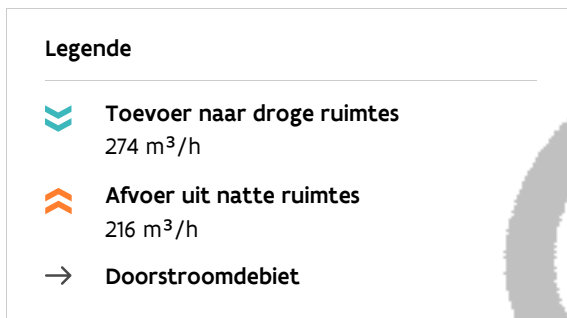 Legende
Toevoer naar droge ruimtes
274 m³/h
Afvoer uit natte ruimtes
216 m³/h
Doorstroomdebiet